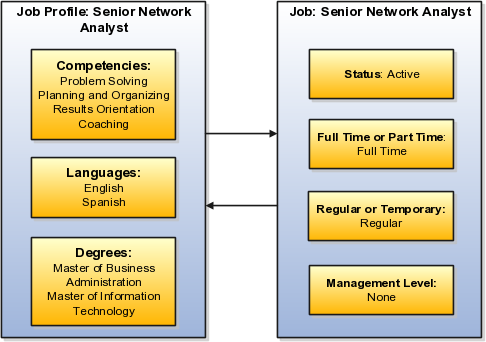 Job Profile: Senior Network
Analyst
Competencies:
Problem Solving
Planning and Organizing
Results Orientation
Coaching
Languages:
English
Spanish
Degrees:
Master of Business
Administration
Master of Information
Technology
Job: Senior Network Analyst
Status: Active
Full Time or Part Time:
Full Time
Regular or Temporary:
Regular
Management Level:
None